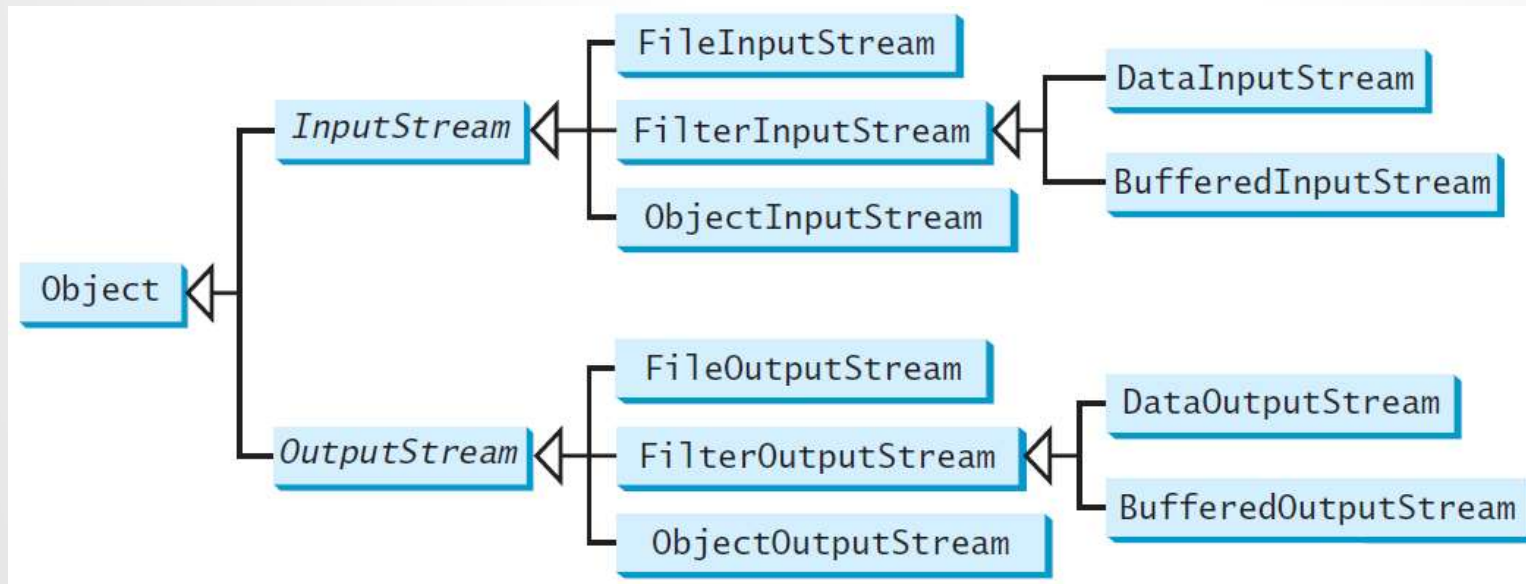 FileInputStream
DataInputStream
InputStream
FilterInputStream
BufferedInputStream
ObjectInputStream
Object
FileOutputStream
DataOutputStream
OutputStream
FilterOutputStream
BufferedOutputStream
ObjectOutputStream